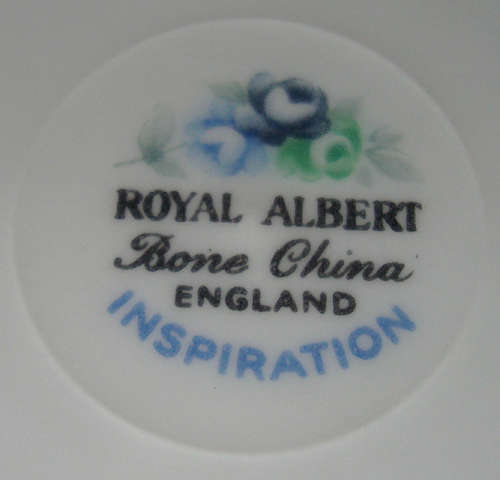 ROYAL ALBERT
Bone China
ENGLAND
INSPIRATION